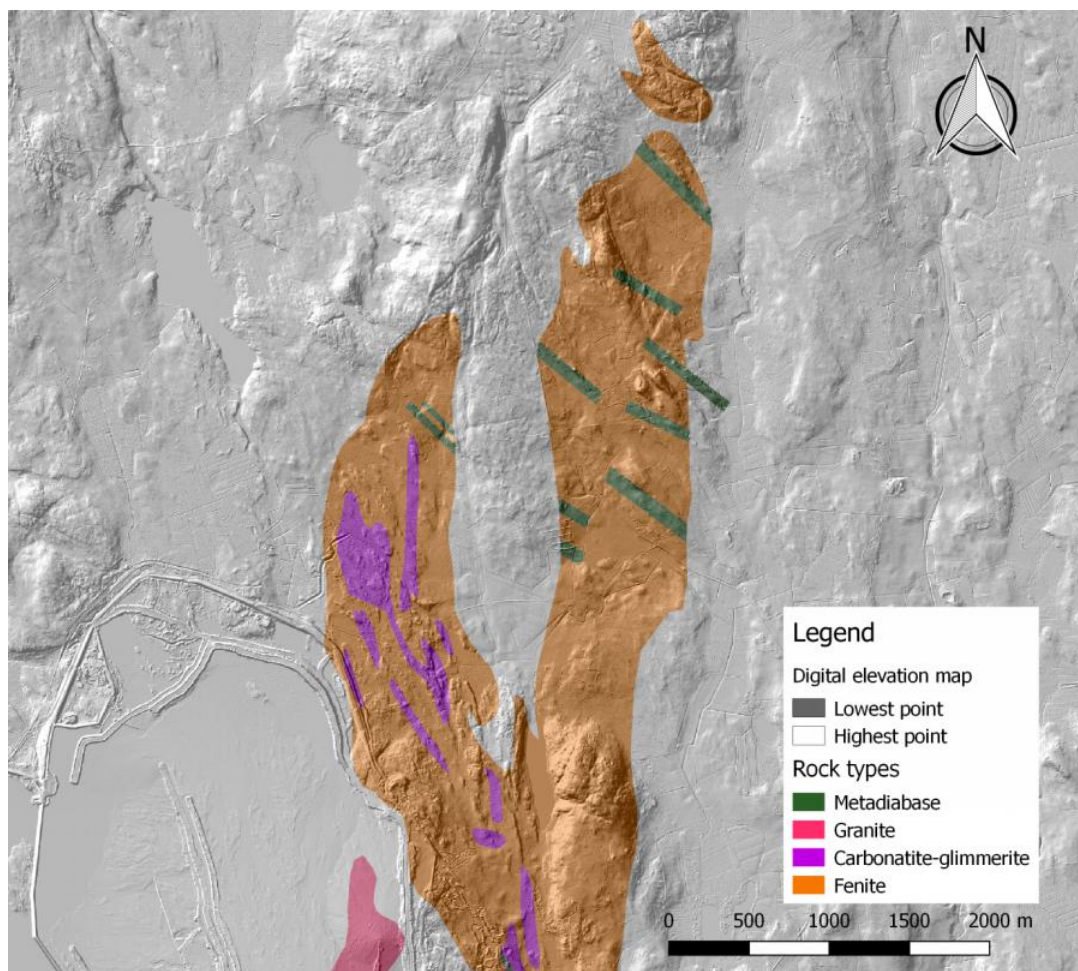 N
Legend
Digital elevation map
Lowest point
Highest point
Rock types
Metadiabase
Granite
Carbonatite-glimmerite
Fenite
0 500 1000 1500 2000 m